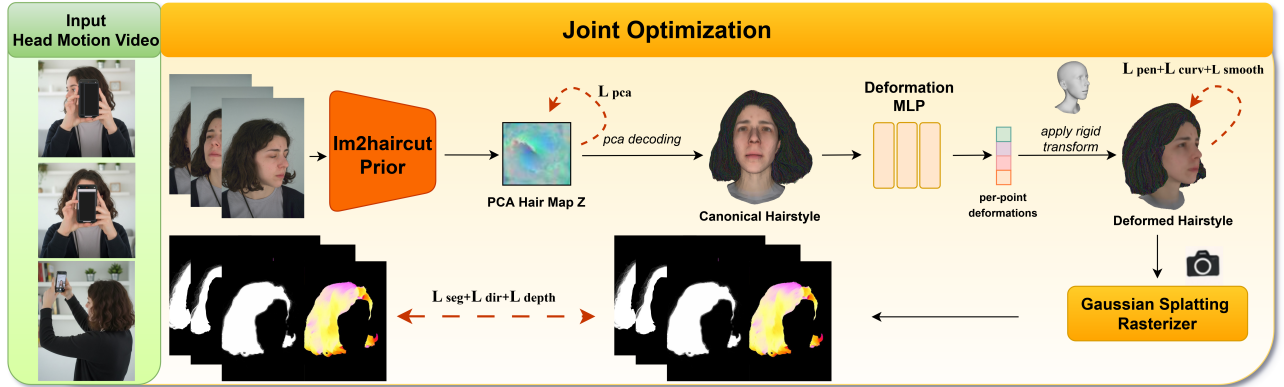 Input
Head Motion Video
Joint Optimization
Im2haircut
Prior
L pca
PCA Hair Map Z
pca decoding
Canonical Hairstyle
Deformation
MLP
per-point
deformations
apply rigid
transform
L pen+L curv+L smooth
Deformed Hairstyle
L seg+L dir+L depth
Gaussian Splatting
Rasterizer